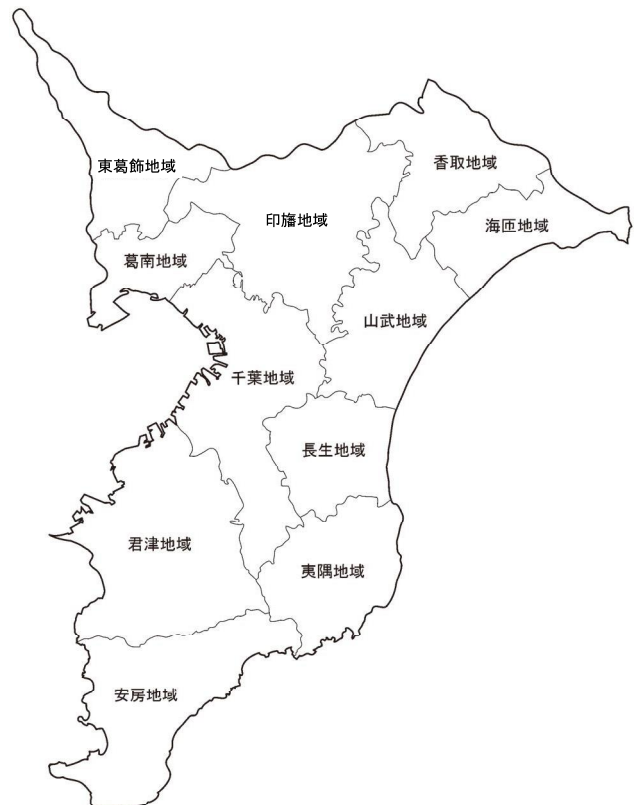 東葛飾地域
香取地域
印旛地域
海匝地域
葛南地域
山武地域
千葉地域
長生地域
君津地域
夷隅地域
安房地域